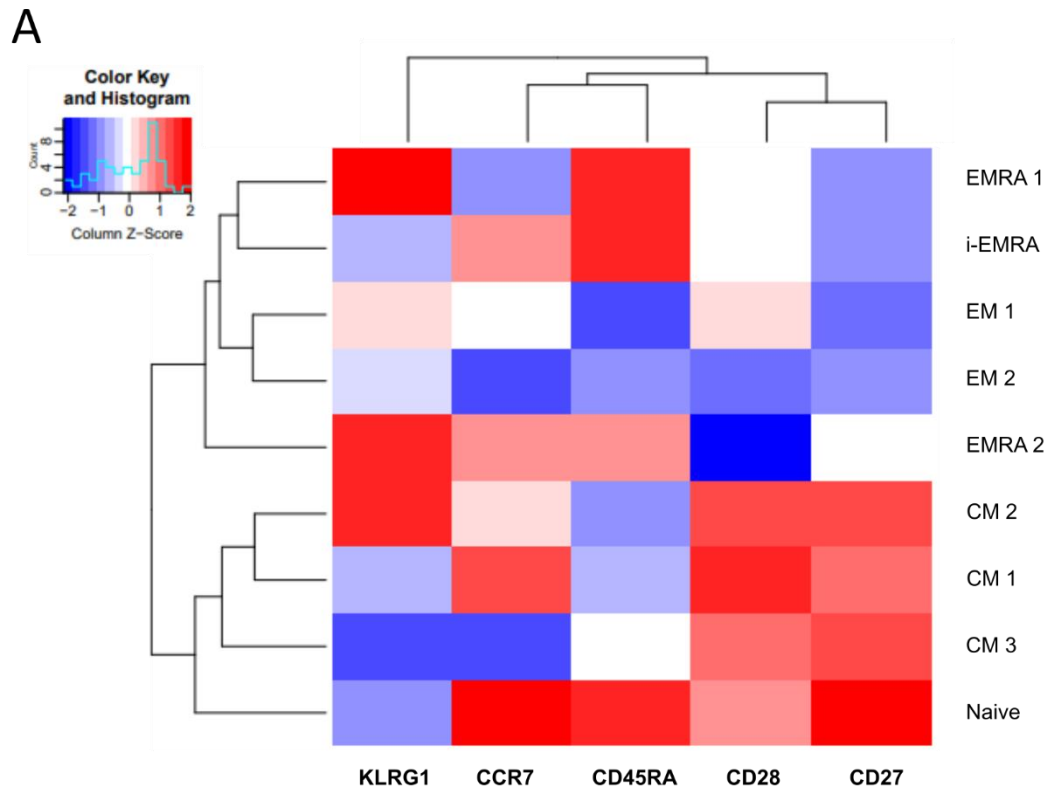 A
Color Key
and Histogram
Count
0 4 8
−2 −1 0 1 2
Column Z−Score
EMRA 1
i-EMRA
EM 1
EM 2
EMRA 2
CM 2
CM 1
CM 3
Naive
KLRG1 CCR7 CD45RA CD28 CD27